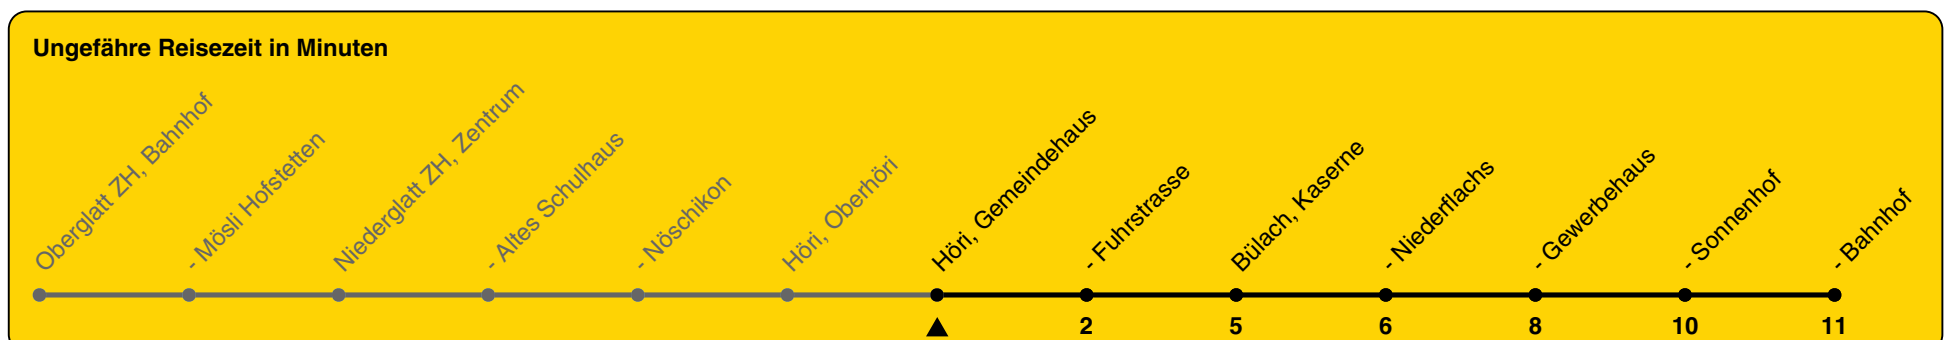 Ungefähre Reisezeit in Minuten
Oberglatt ZH, Bahnhof
- Mösli Hofstetten
Niederglatt ZH, Zentrum
- Altes Schulhaus
- Nöschikon
Höri, Oberhöri
Höri, Gemeindehaus
- Fuhrstrasse
Bülach, Kaserne
- Niederflachs
- Gewerbehaus
- Sonnenhof
- Bahnhof
2 5 6 8 10 11